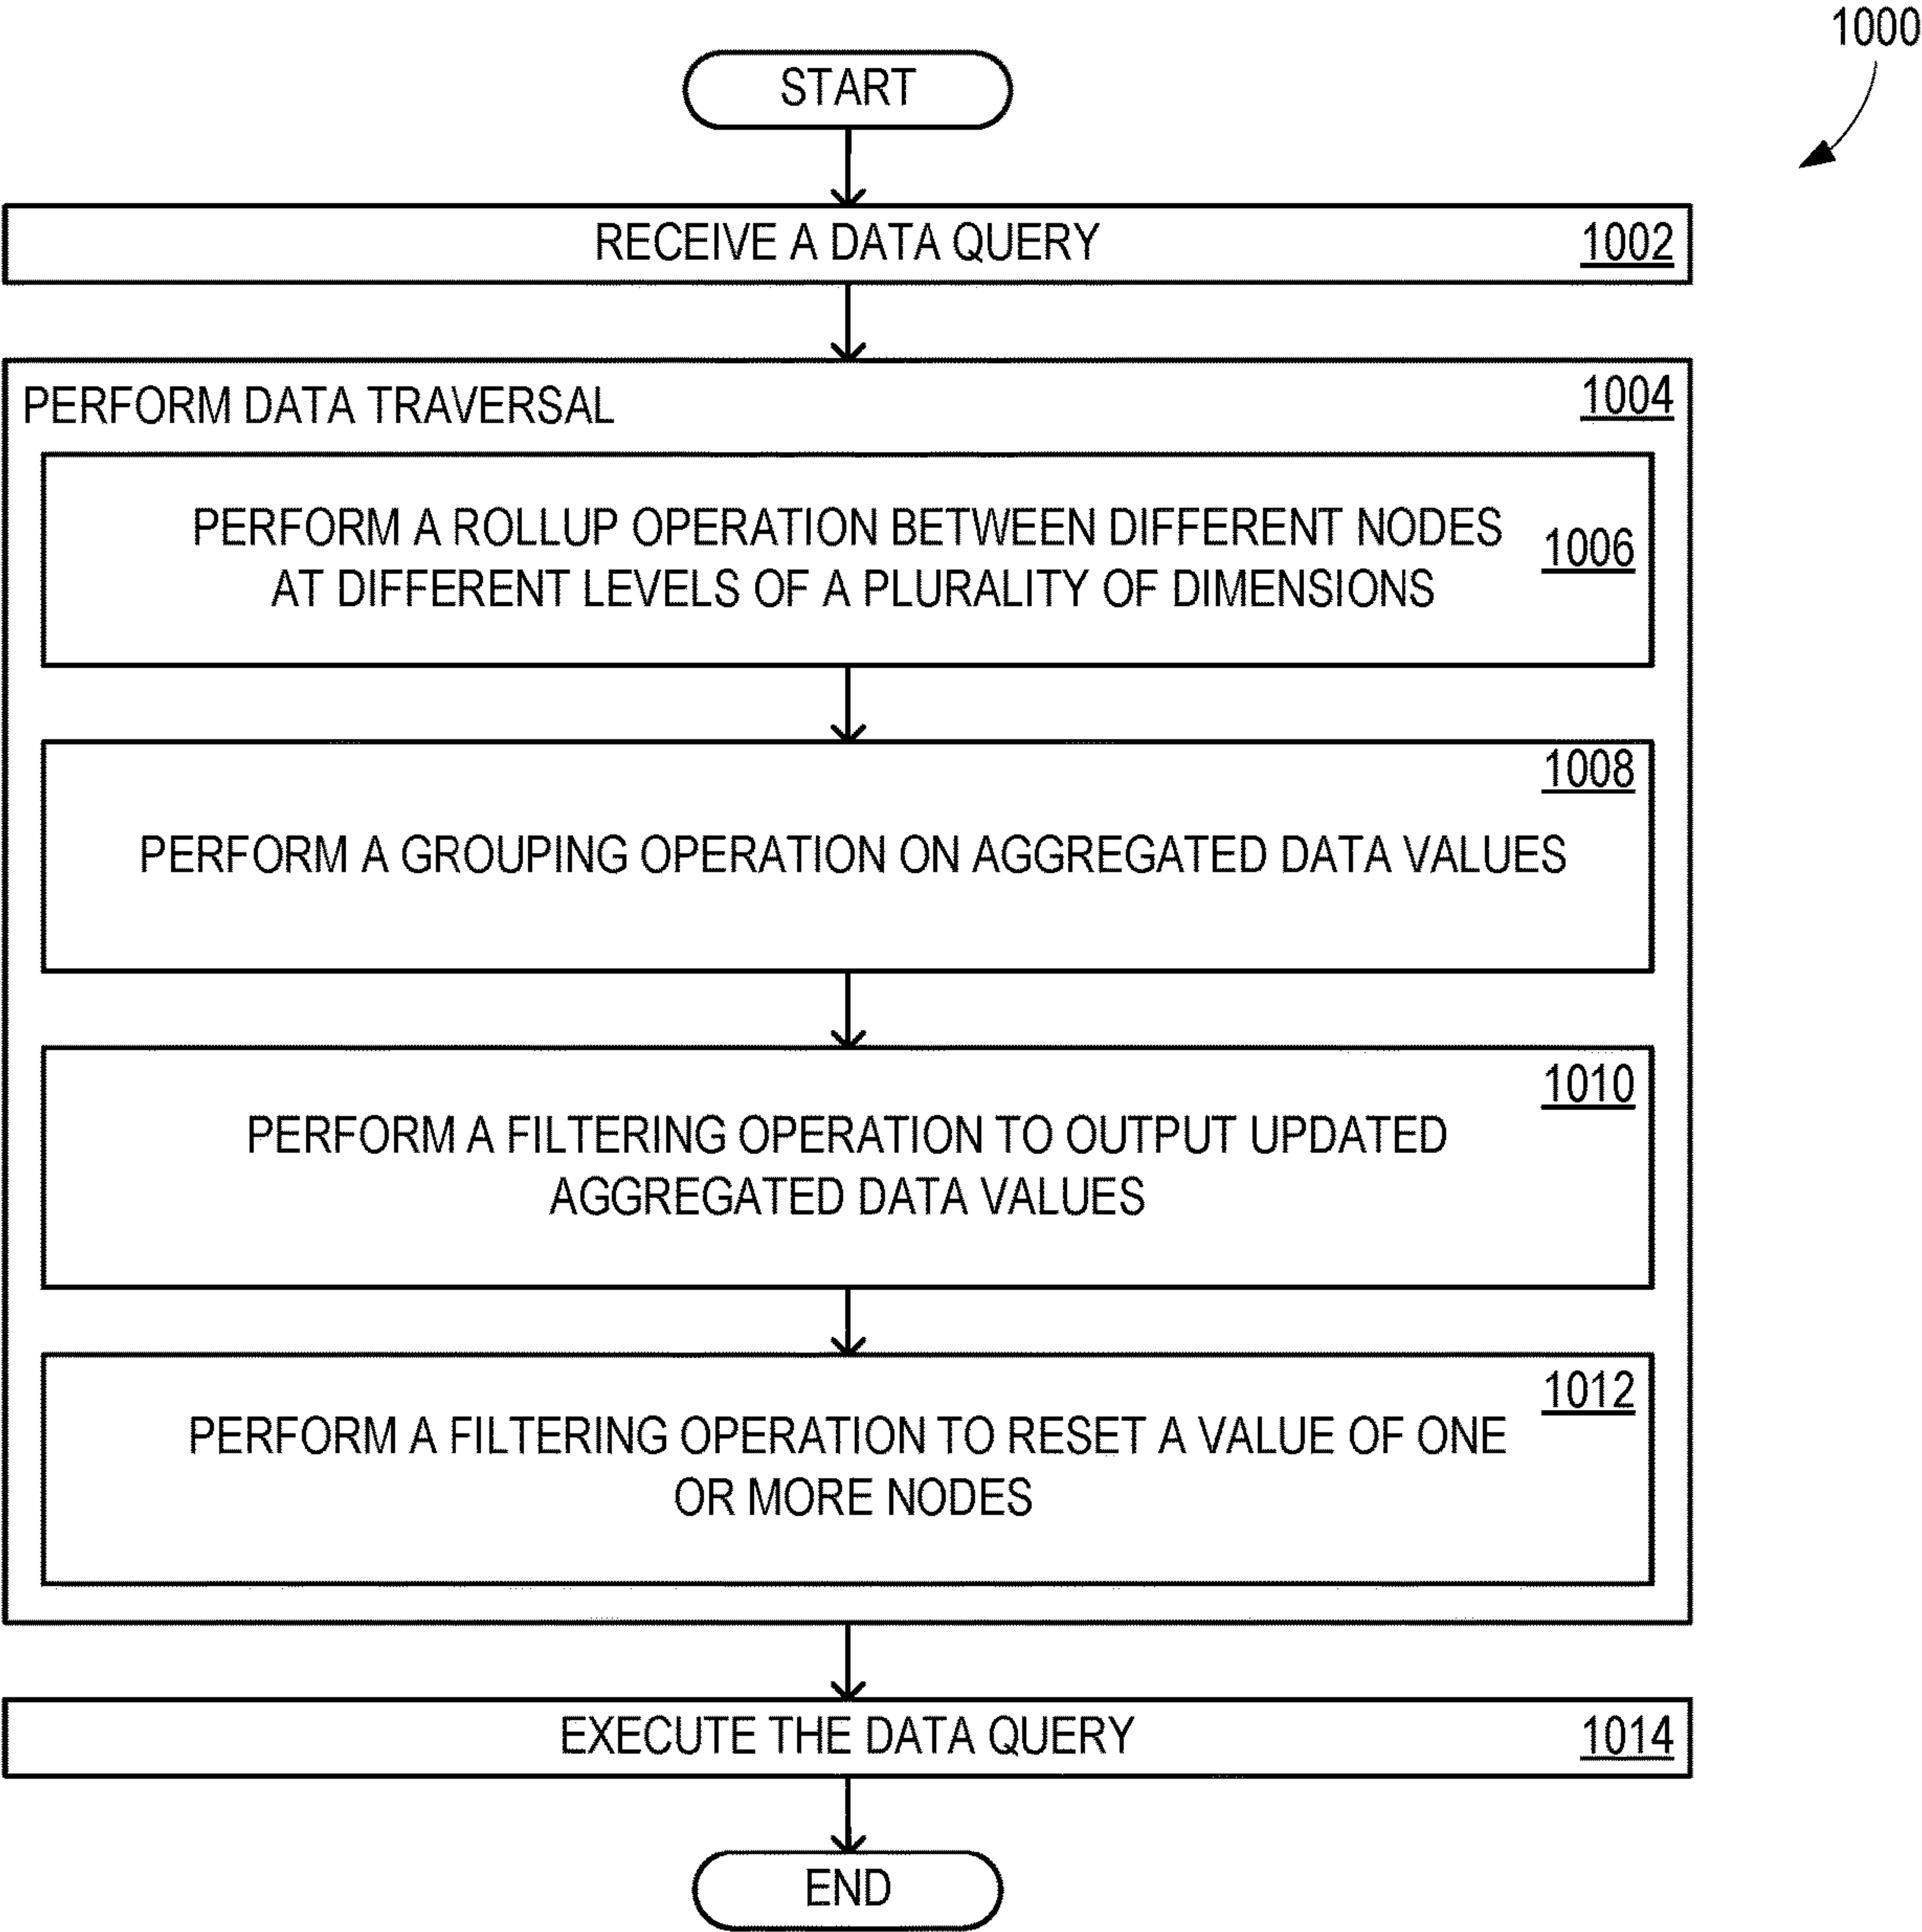 1000
START
RECEIVE A DATA QUERY 1002
PERFORM DATA TRAVERSAL 1004
PERFORM A ROLLUP OPERATION BETWEEN DIFFERENT NODES
AT DIFFERENT LEVELS OF A PLURALITY OF DIMENSIONS
1006
1008
PERFORM A GROUPING OPERATION ON AGGREGATED DATA VALUES
1010
PERFORM A FILTERING OPERATION TO OUTPUT UPDATED
AGGREGATED DATA VALUES
1012
PERFORM A FILTERING OPERATION TO RESET A VALUE OF ONE
OR MORE NODES
EXECUTE THE DATA QUERY 1014
END